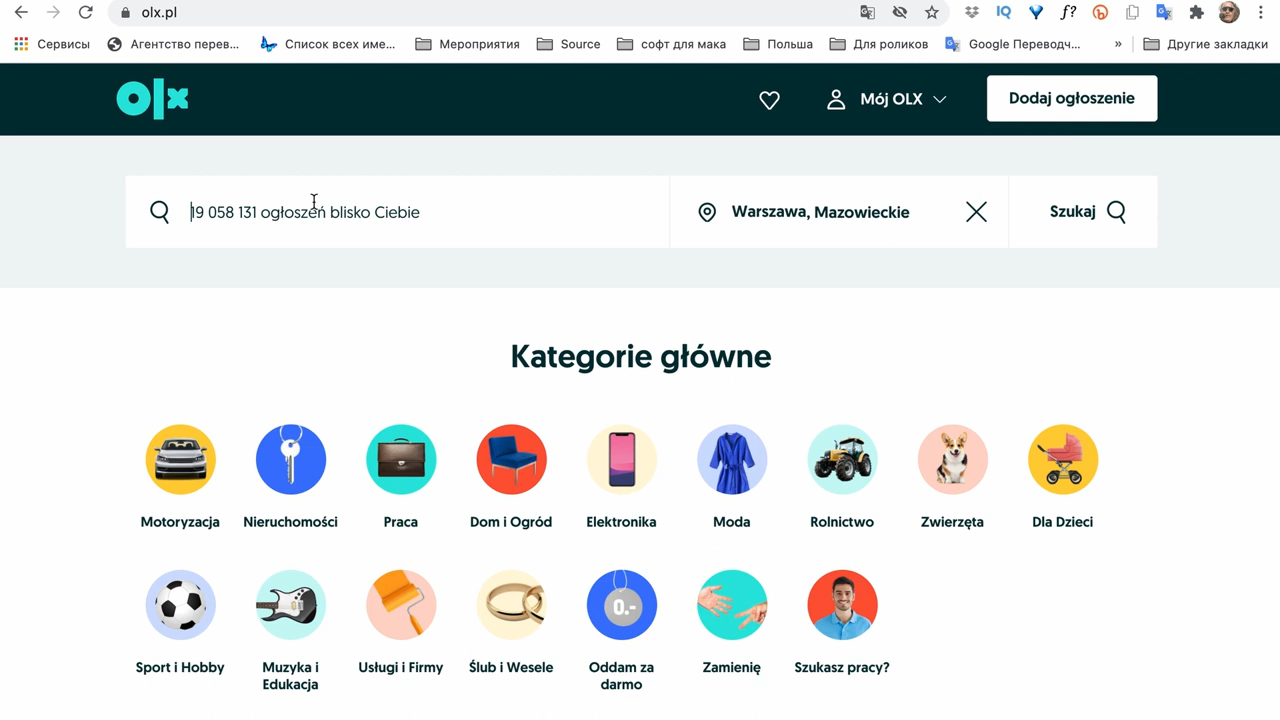 olx.pl
Сервисы
Агентство перев...
Список всех име...
Мероприятия
Source
софт для мака
Польша
Для роликов
Google Переводч...
»
Другие закладки
olx
Mój OLX
Dodaj ogłoszenie
19 058 131 ogłoszeń blisko Ciebie
Warszawa, Mazowieckie
Szukaj
Kategorie główne
Motoryzacja
Nieruchomości
Praca
Dom i Ogród
Elektronika
Moda
Rolnictwo
Zwierzęta
Dla Dzieci
0.-
Sport i Hobby
Muzyka i
Edukacja
Usługi i Firmy
Ślub i Wesele
Oddam za
darmo
Zamienię
Szukasz pracy?